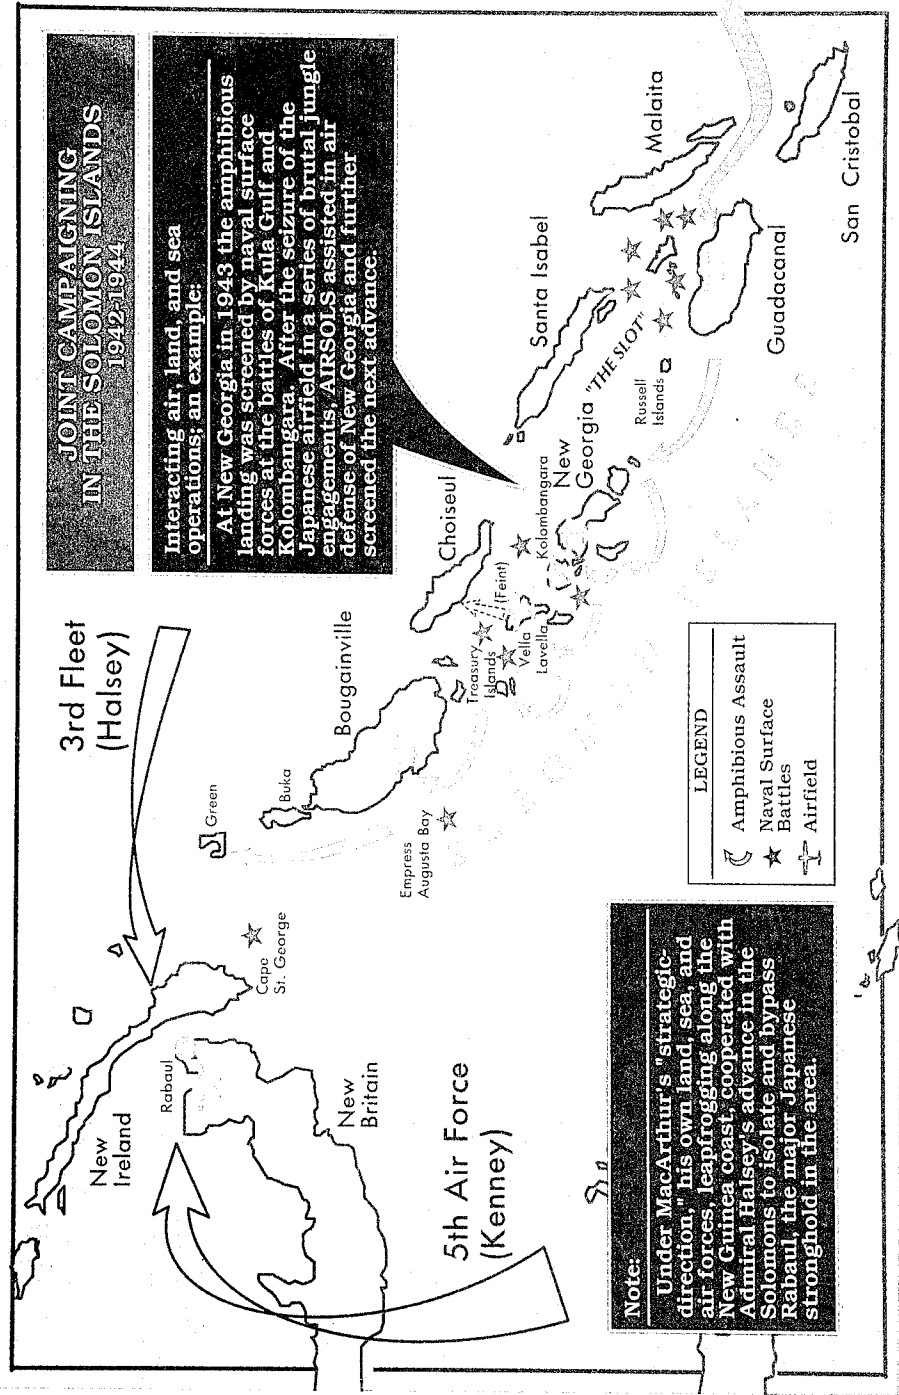 JOINT CAMPAIGNING
IN THE SOLOMON ISLANDS
1942-1944
Interacting air, land, and sea
operations; an example:
At New Georgia in 1943 the amphibious
landing was screened by naval surface
forces at the battles of Kula Gulf and
Kolombangara. After the seizure of the
Japanese airfield in a series of brutal jungle
engagements, AIRSOLS assisted in air
defense of New Georgia and further
screened the next advance.
3rd Fleet
(Halsey)
Green
Buka
Bougainville
Choiseul
(Feint)
Treasury
Islands
Vella
Lavella
Kolombangara
New
Georgia
"THE SLOT"
Santa Isabel
Russell
Islands
Malaita
Guadacanal
San Cristobal
Empress
Augusta Bay
Cape
St. George
New
Ireland
Rabaul
New
Britain
5th Air Force
(Kenney)
LEGEND
Amphibious Assault
Naval Surface
Battles
Airfield
Note:
Under MacArthur's "strategic-
direction," his own land, sea, and
air forces, leapfrogging along the
New Guinea coast, cooperated with
Admiral Halsey's advance in the
Solomons to isolate and bypass
Rabaul, the major Japanese
stronghold in the area.